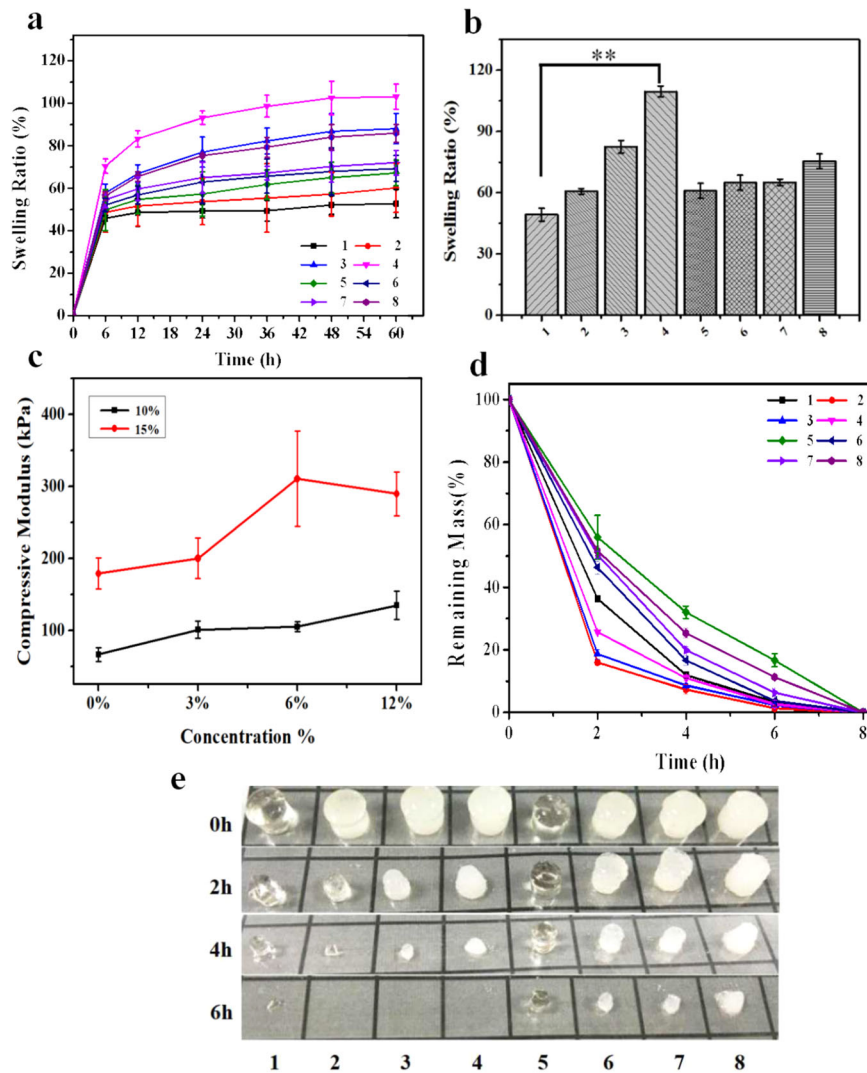 a
Swelling Ratio (%)
120
100
80
60
40
20
0
0 6 12 18 24 30 36 42 48 54 60
Time (h)
1 2
3 4
5 6
7 8
b
Swelling Ratio (%)
120
90
60
30
0
**
1 2 3 4 5 6 7 8
c
Compressive Modulus (kPa)
400
300
200
100
10%
15%
0% 3% 6% 12%
Concentration %
d
Remaining Mass(%)
100
80
60
40
20
0
0 2 4 6 8
Time (h)
1 2
3 4
5 6
7 8
e
0h
2h
4h
6h
1 2 3 4 5 6 7 8